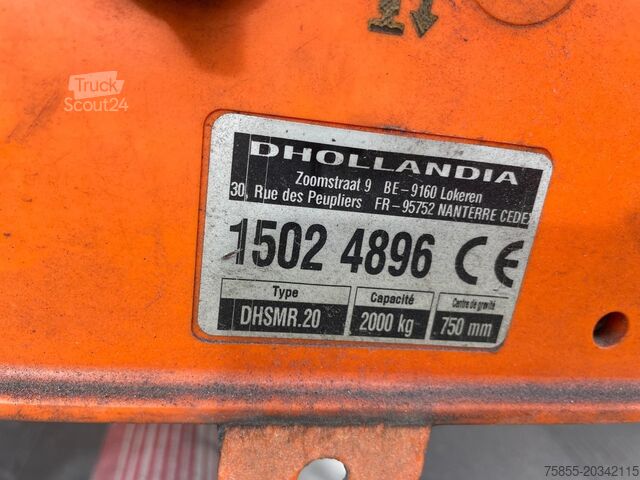 Truck
Scout24
DHOLLANDIA
Zoomstraat 9 BE-9160 Lokeren
30, Rue des Peupliers FR-95752 NANTERRE CEDEX
1502 4896 CE
Type
DHSMR.20
Capacité
2000 kg
Centre de gravité
750 mm
75855-20342115